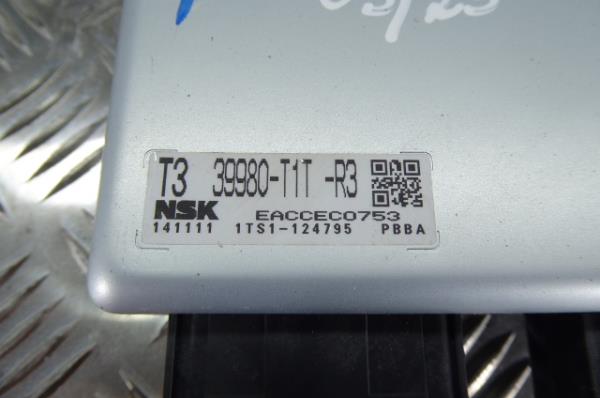 T3 39980-T1T -R3
NSK EACCEC0753
141111 1TS1-124795 PBBA